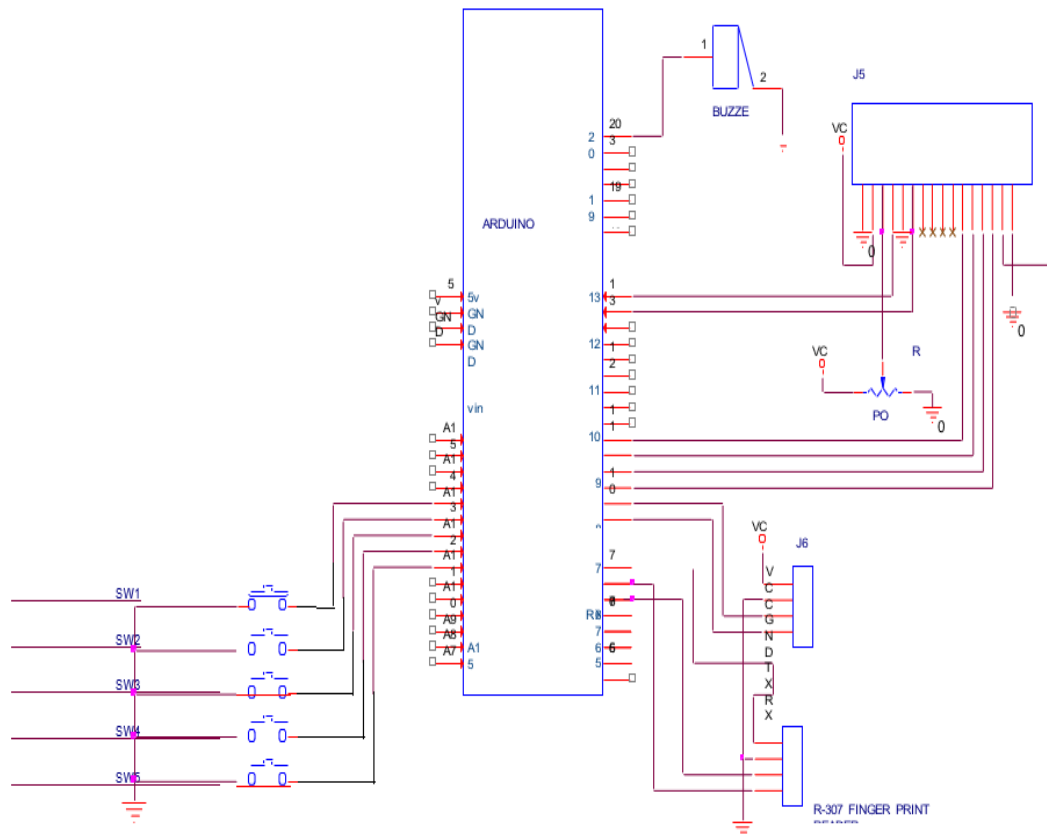 ARDUINO
5
v
GN
D
5v
GN
D
GN
D
vin
A1
5
A1
4
A1
3
A1
2
A1
1
A1
0
A9
A8
A7
A1
5
20
2
3
0
19
1
9
1
13
3
12
1
2
11
1
1
10
1
9
0
7
7
R
8
7
6
6
5
1
2
BUZZE
J5
VC
0
0
VC
R
PO
0
VC
J6
V
C
C
G
N
D
T
X
R
X
R-307 FINGER PRINT
SW1
SW2
SW3
SW4
SW5